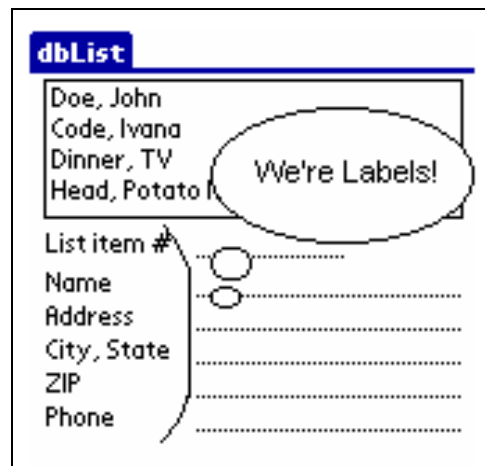 dbList
Doe, John
Code, Ivana
Dinner, TV
Head, Potato
We're Labels!
List item #
Name
Address
City, State
ZIP
Phone